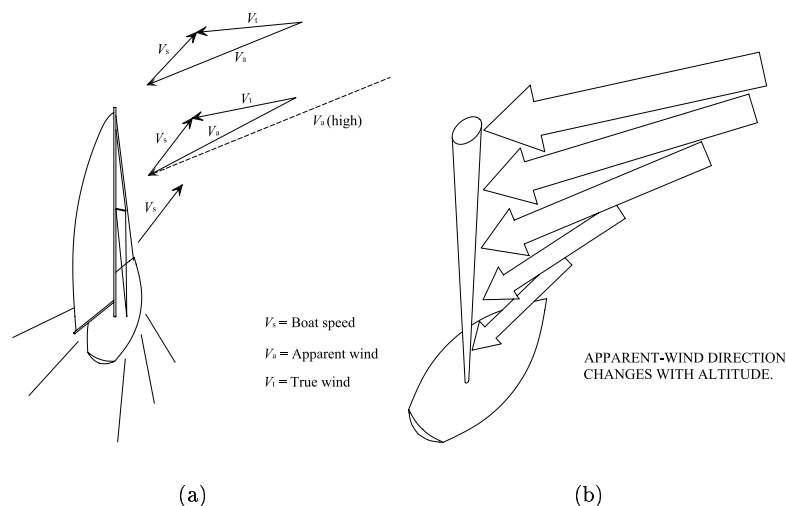 Vt
Vs
Va
Vt
Va
Vs
Va (high)
Vs
Vs = Boat speed
Va = Apparent wind
Vt = True wind
APPARENT-WIND DIRECTION
CHANGES WITH ALTITUDE.
(a)
(b)